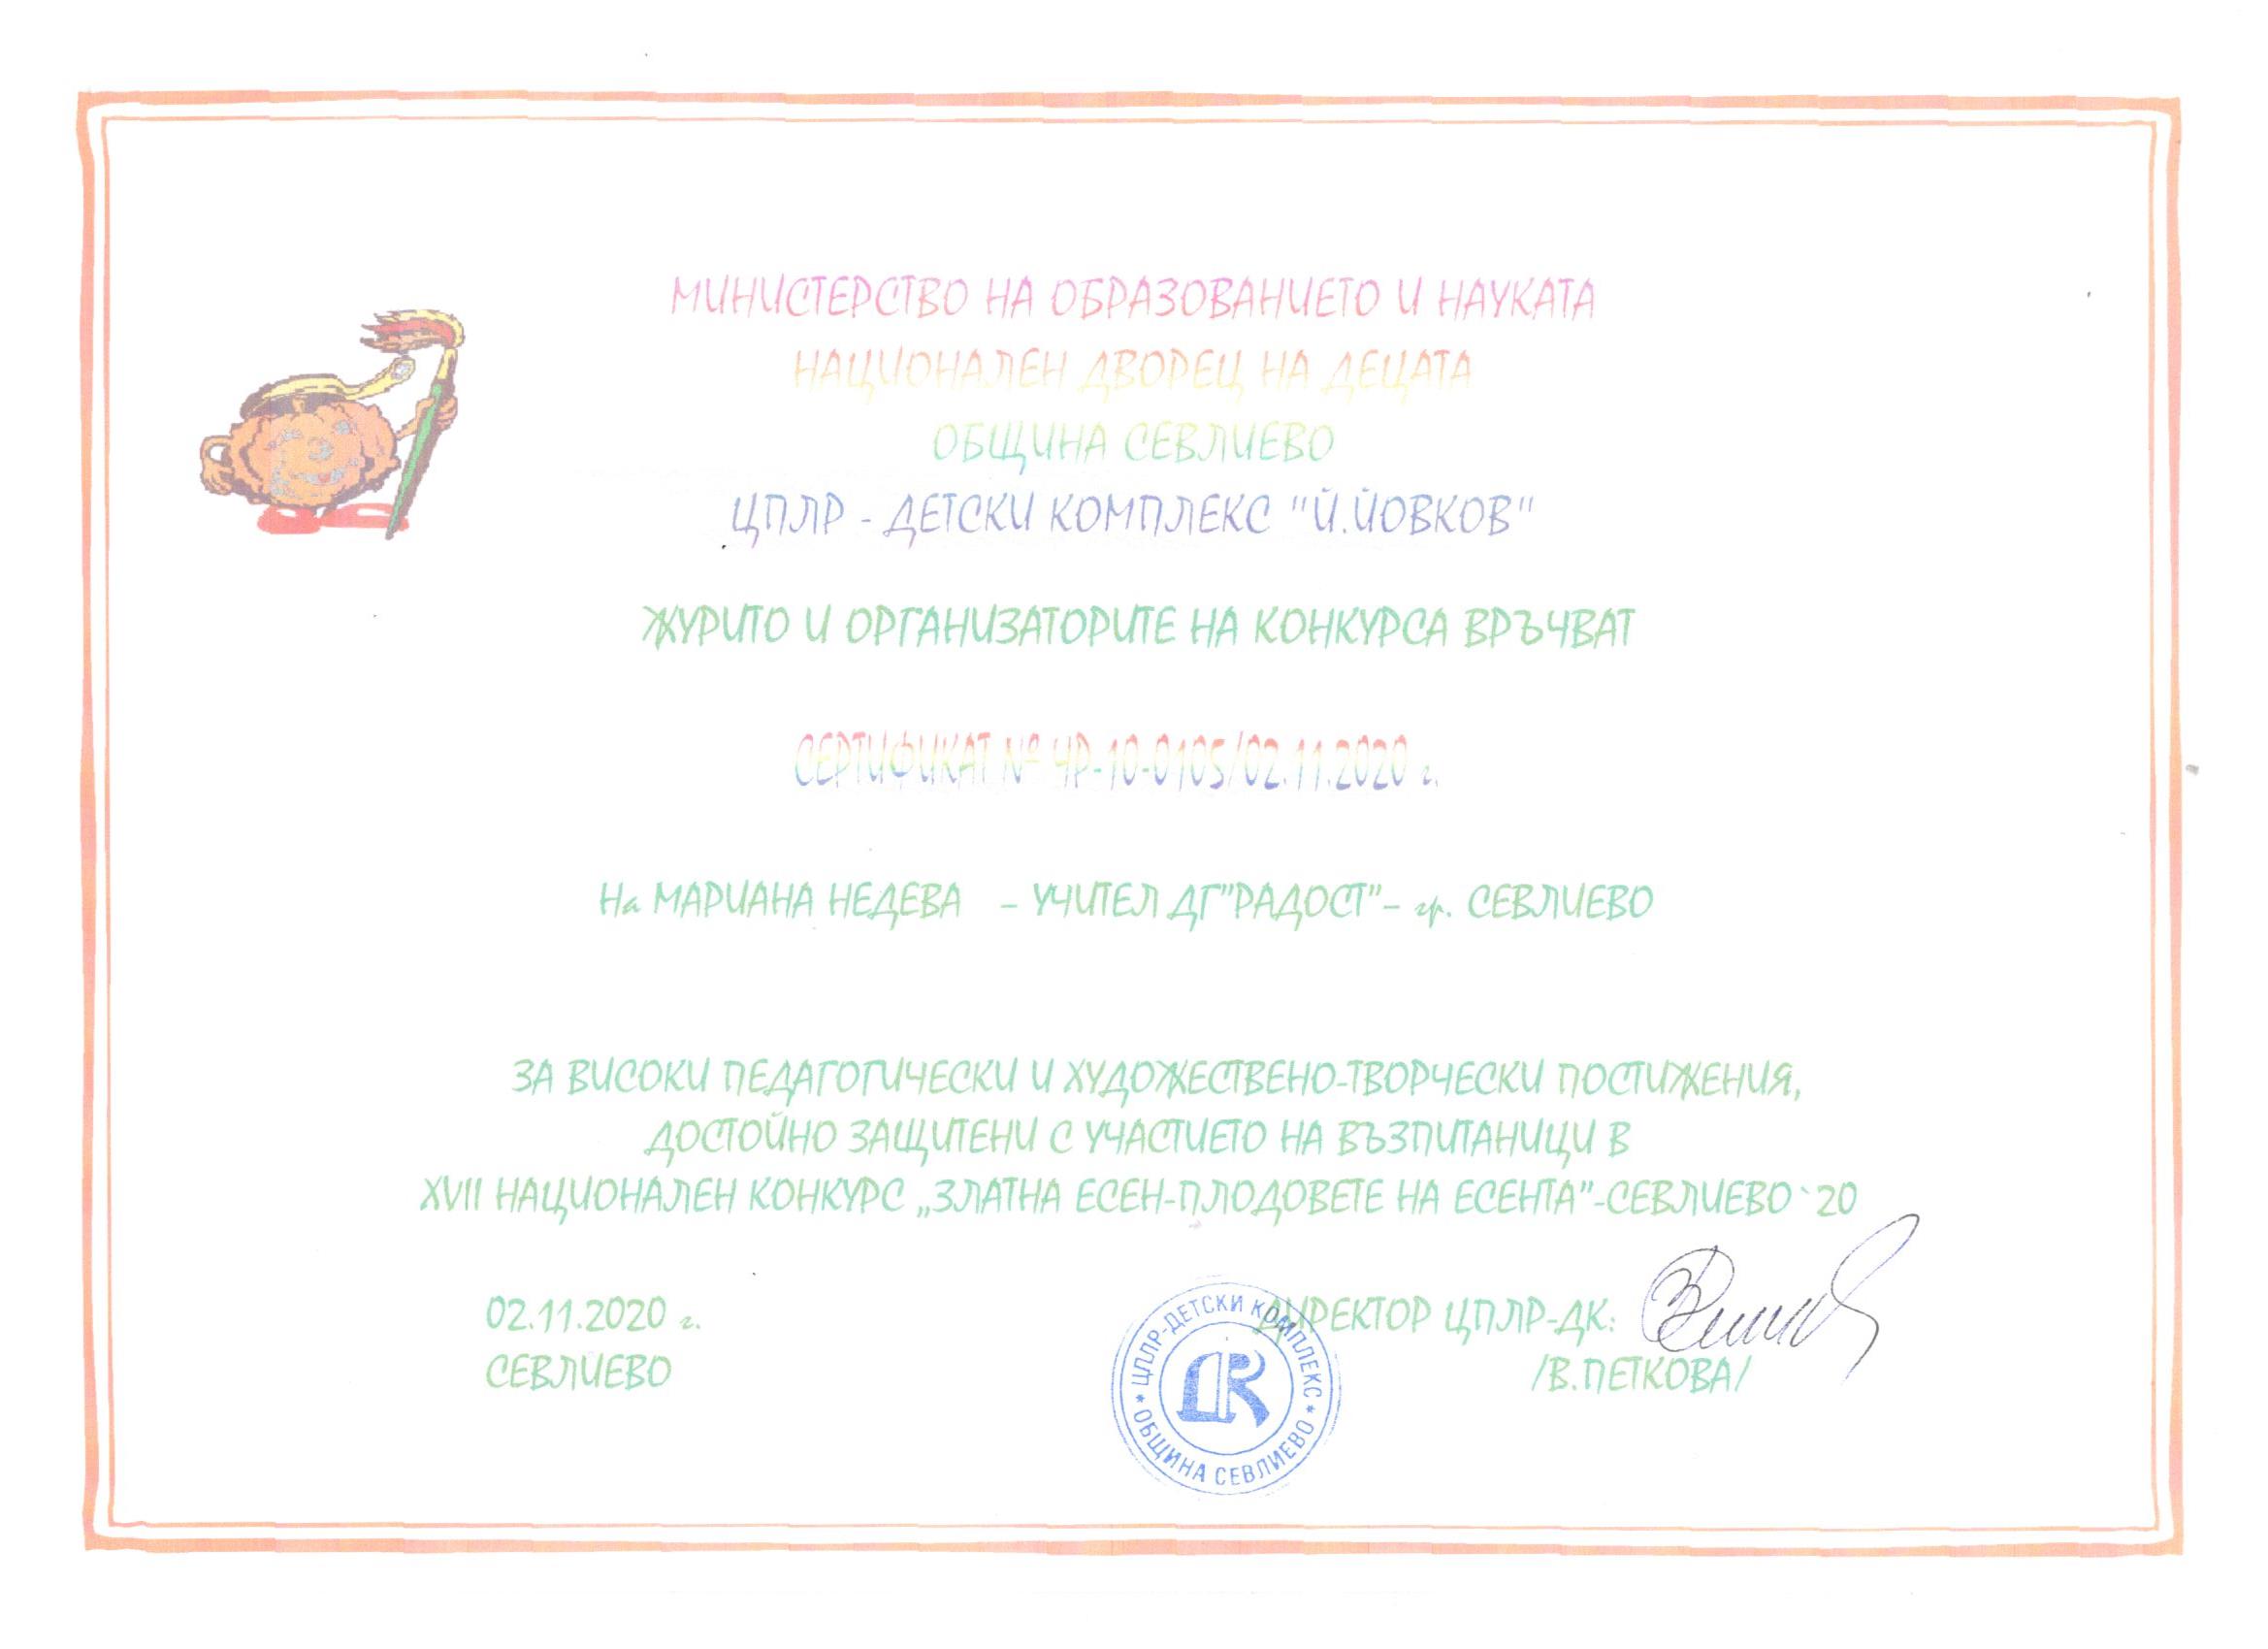 МИНИСТЕРСТВО НА ОБРАЗОВАНИЕТО И НАУКАТА
НАЦИОНАЛЕН ДВОРЕЦ НА ДЕЦАТА
ОБЩИНА СЕВЛИЕВО
ЦПЛР - ДЕТСКИ КОМПЛЕКС "Й.ЙОВКОВ"
ЖУРИТО И ОРГАНИЗАТОРИТЕ НА КОНКУРСА ВРЪЧВАТ
СЕРТИФИКАТ № ЧР-10-0105/02.11.2020 г.
На МАРИАНА НЕДЕВА – УЧИТЕЛ ДГ"РАДОСТ"– гр. СЕВЛИЕВО
ЗА ВИСОКИ ПЕДАГОГИЧЕСКИ И ХУДОЖЕСТВЕНО-ТВОРЧЕСКИ ПОСТИЖЕНИЯ,
ДОСТОЙНО ЗАЩИТЕНИ С УЧАСТИЕТО НА ВЪЗПИТАНИЦИ В
XVII НАЦИОНАЛЕН КОНКУРС „ЗЛАТНА ЕСЕН-ПЛОДОВЕТЕ НА ЕСЕНТА"-СЕВЛИЕВО`20
02.11.2020 г.
СЕВЛИЕВО
ДИРЕКТОР ЦПЛР-ДК:
/В.ПЕТКОВА/
ЦПЛР-ДЕТСКИ КОМПЛЕКС
ОБЩИНА СЕВЛИЕВО
ДК